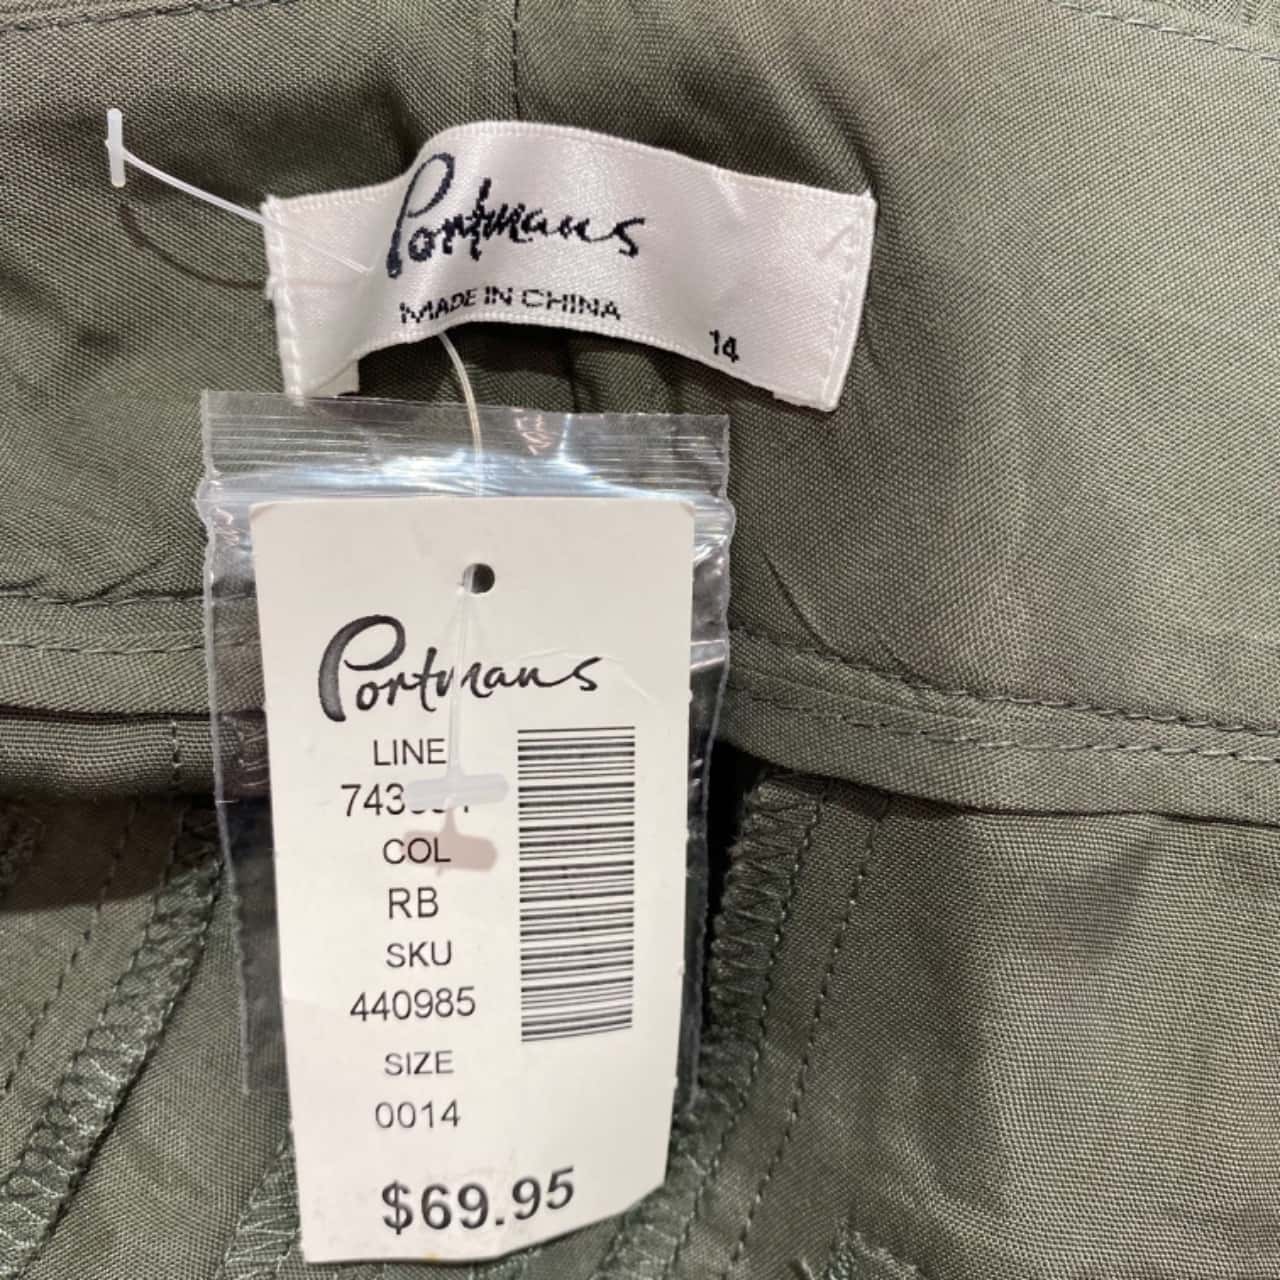 Portmans
MADE IN CHINA
14
Portmans
LINE
COL
RB
SKU
440985
SIZE
0014
$69.95